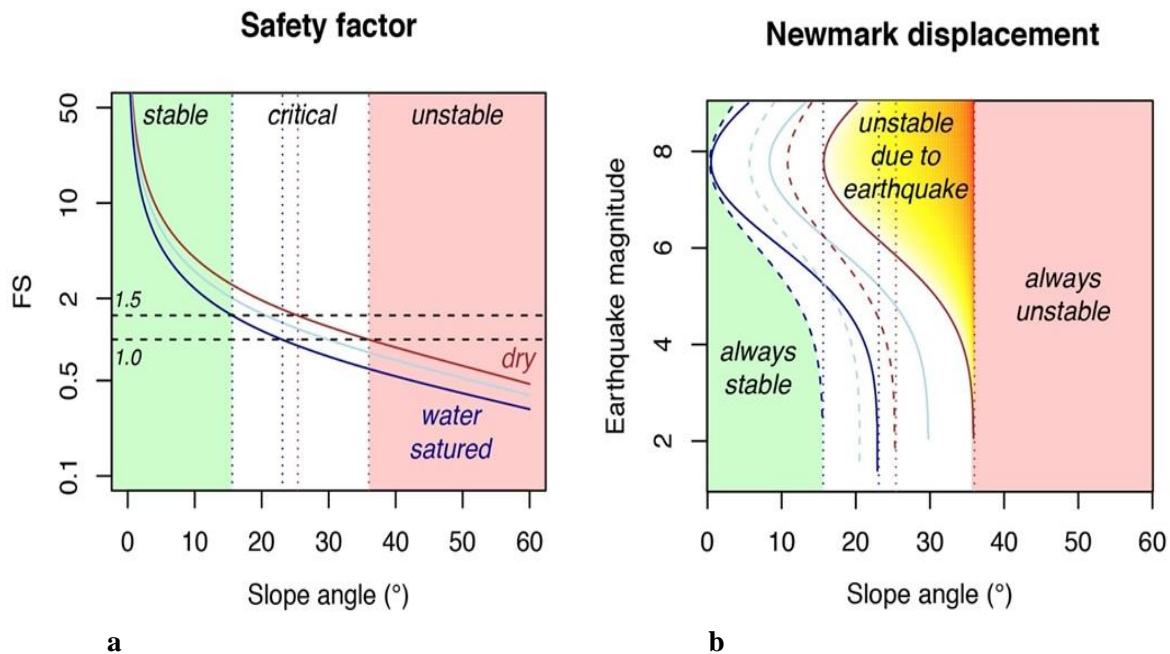 Safety factor
stable
critical
unstable
50
10
2
0.5
0.1
FS
1.5
1.0
dry
water
satured
0 10 20 30 40 50 60
Slope angle (°)
a
Newmark displacement
unstable
due to
earthquake
always
unstable
always
stable
8
6
4
2
Earthquake magnitude
0 10 20 30 40 50 60
Slope angle (°)
b